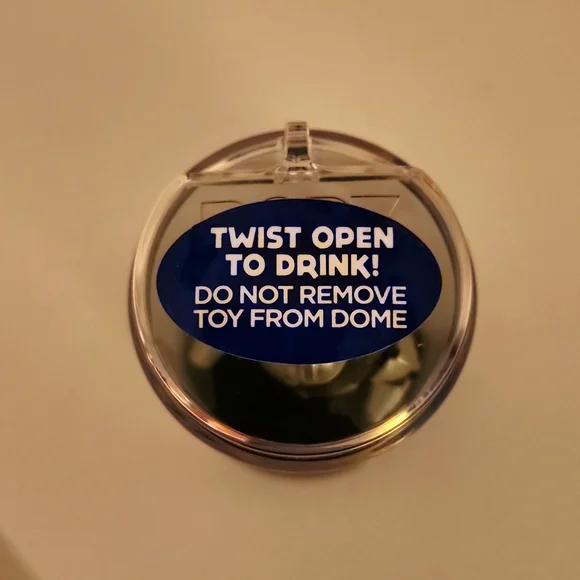 TWIST OPEN
TO DRINK!
DO NOT REMOVE
TOY FROM DOME